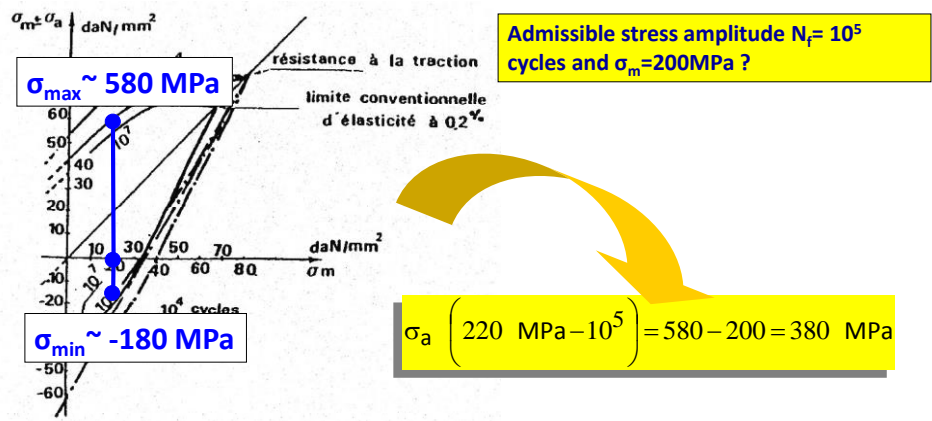 σm± σa daN/mm²
Admissible stress amplitude Nf= 10⁵
cycles and σm=200MPa ?
résistance à la traction
σmax~ 580 MPa
limite conventionnelle
d'élasticité à 0,2%
60
50
40
30
20
10
10⁷
10 30 50 70 daN/mm²
40 60 80 σm
10⁷
-10
-20
10⁴ cycles
σmin~ -180 MPa
-50
-60
σa (220 MPa−10⁵) = 580−200 = 380 MPa